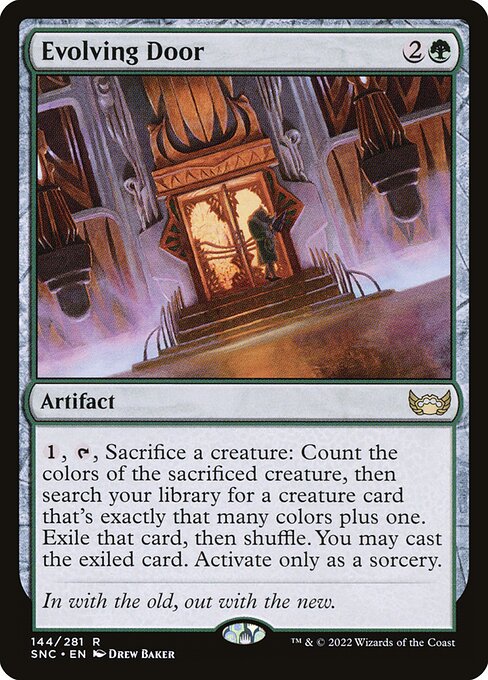 Evolving Door 2
Artifact
1, , Sacrifice a creature: Count the
colors of the sacrificed creature, then
search your library for a creature card
that's exactly that many colors plus one.
Exile that card, then shuffle. You may cast
the exiled card. Activate only as a sorcery.
In with the old, out with the new.
144/281 R
SNC • EN Drew Baker
™ & © 2022 Wizards of the Coast